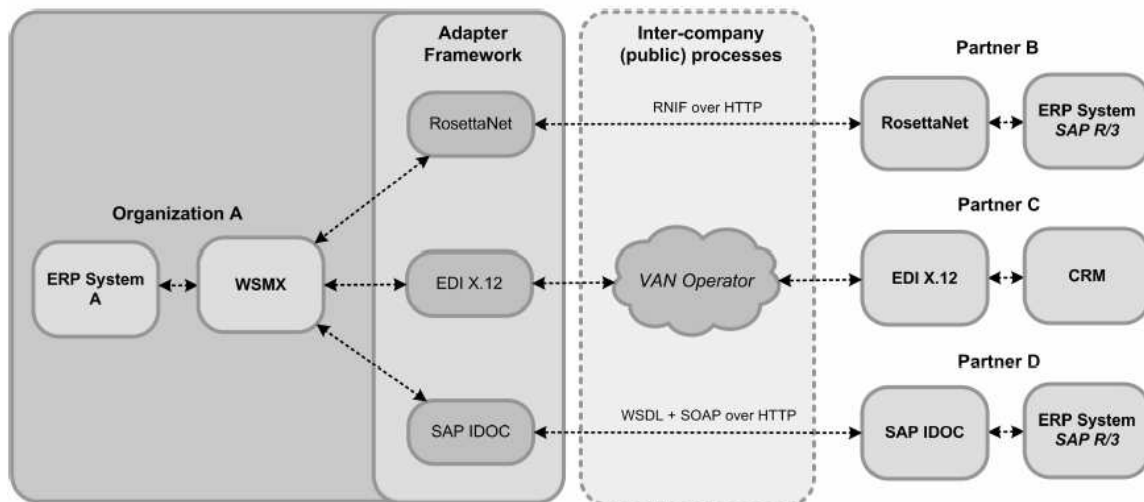 Adapter
Framework
Inter-company
(public) processes
Partner B
RosettaNet
RNIF over HTTP
RosettaNet
ERP System
SAP R/3
Organization A
Partner C
ERP System
A
WSMX
EDI X.12
VAN Operator
EDI X.12
CRM
Partner D
SAP IDOC
WSDL + SOAP over HTTP
SAP IDOC
ERP System
SAP R/3